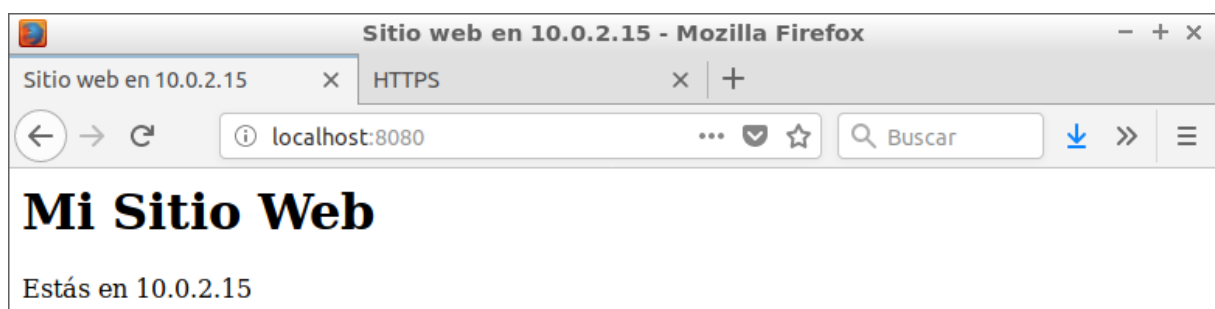 Sitio web en 10.0.2.15 - Mozilla Firefox
Sitio web en 10.0.2.15 HTTPS
localhost:8080 Buscar
Mi Sitio Web
Estás en 10.0.2.15